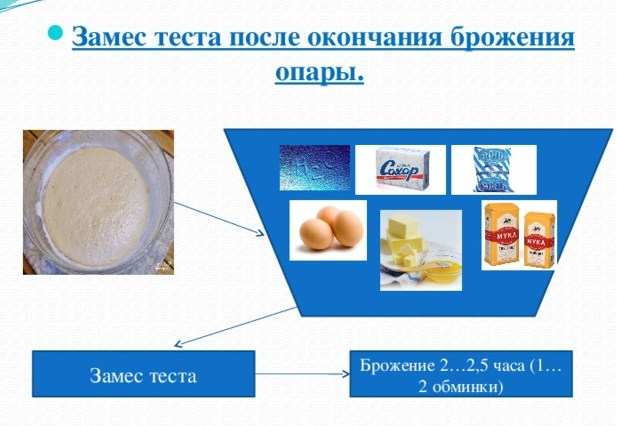 Замес теста после окончания брожения
опары.
H₂O
Сахар
МУКА
МУКА
Замес теста
Брожение 2…2,5 часа (1…
2 обминки)